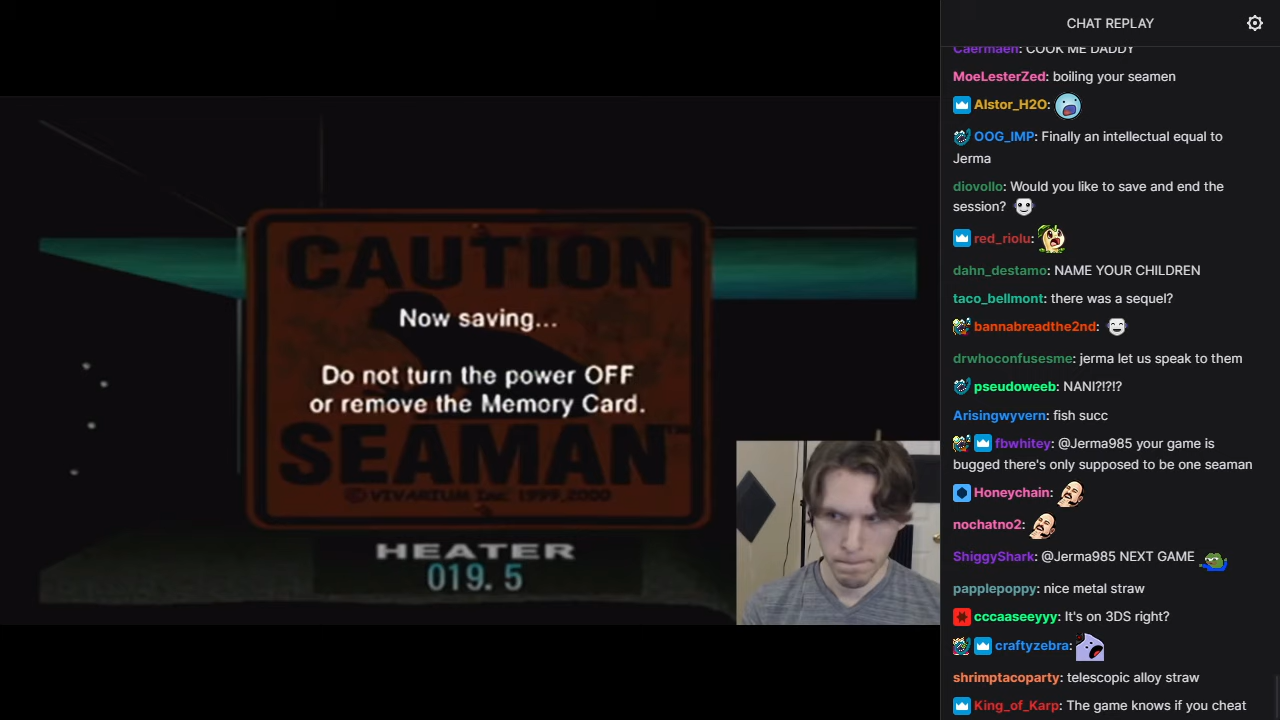 CHAT REPLAY
Caermaen: COOK ME DADDY
MoeLesterZed: boiling your seamen
Alstor_H2O:
OOG_IMP: Finally an intellectual equal to
Jerma
diovollo: Would you like to save and end the
session?
red_riolu:
dahn_destamo: NAME YOUR CHILDREN
taco_bellmont: there was a sequel?
bannabreadthe2nd:
drwhoconfusesme: jerma let us speak to them
pseudoweeb: NANI?!?!?
Arisingwyvern: fish succ
fbwhitey: @Jerma985 your game is
bugged there's only supposed to be one seaman
Honeychain:
nochatno2:
ShiggyShark: @Jerma985 NEXT GAME
papplepoppy: nice metal straw
cccaaseeyyy: It's on 3DS right?
craftyzebra:
shrimptacoparty: telescopic alloy straw
King_of_Karp: The game knows if you cheat
CAUTION
Now saving...
Do not turn the power OFF
or remove the Memory Card.
SEAMAN™
© VIVARIUM Inc. 1999,2000
HEATER
019.5